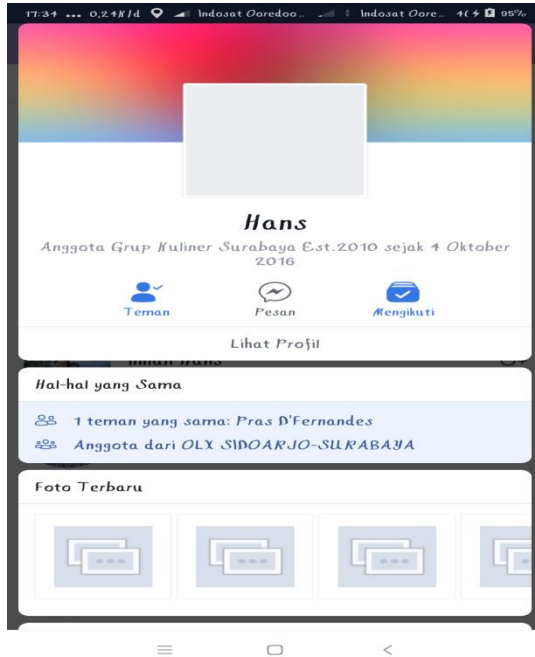 17:34 ... 0,24K/d Indosat Ooredoo.. Indosat Oore.. 4G 95%
Hans
Anggota Grup Kuliner Surabaya Est.2010 sejak 4 Oktober
2016
Teman Pesan Mengikuti
Lihat Profil
Hal-hal yang Sama
1 teman yang sama: Pras D'Fernandes
Anggota dari OLX SIDOARJO-SURABAYA
Foto Terbaru